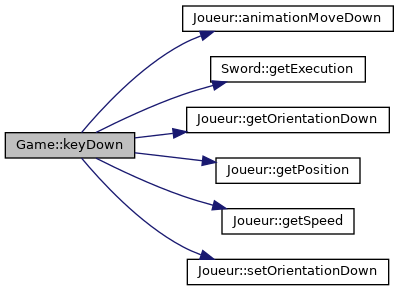 Joueur::animationMoveDown
Sword::getExecution
Joueur::getOrientationDown
Game::keyDown
Joueur::getPosition
Joueur::getSpeed
Joueur::setOrientationDown